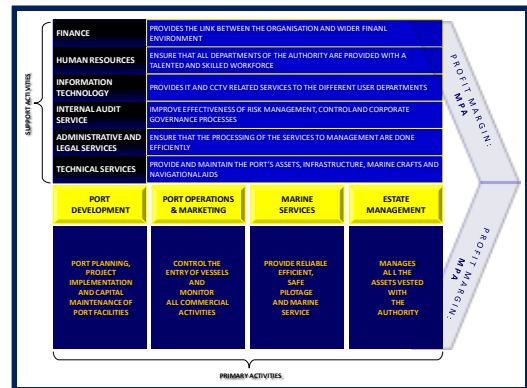 FINANCE
PROVIDES THE LINK BETWEEN THE ORGANISATION AND WIDER FINANL
ENVIRONMENT
HUMAN RESOURCES
ENSURE THAT ALL DEPARTMENTS OF THE AUTHORITY ARE PROVIDED WITH A
TALENTED AND SKILLED WORKFORCE
INFORMATION
TECHNOLOGY
PROVIDES IT AND CCTV RELATED SERVICES TO THE DIFFERENT USER DEPARTMENTS
INTERNAL AUDIT
SERVICE
IMPROVE EFFECTIVENESS OF RISK MANAGEMENT, CONTROL AND CORPORATE
GOVERNANCE PROCESSES
ADMINISTRATIVE AND
LEGAL SERVICES
ENSURE THAT THE PROCESSING OF THE SERVICES TO MANAGEMENT ARE DONE
EFFICIENTLY
TECHNICAL SERVICES
PROVIDE AND MAINTAIN THE PORT'S ASSETS, INFRASTRUCTURE, MARINE CRAFTS AND
NAVIGATIONAL AIDS
SUPPORT ACTIVITIES
PROFIT MARGIN:
MPA
PORT
DEVELOPMENT
PORT OPERATIONS
& MARKETING
MARINE
SERVICES
ESTATE
MANAGEMENT
PORT PLANNING,
PROJECT
IMPLEMENTATION
AND CAPITAL
MAINTENANCE OF
PORT FACILITIES
CONTROL THE
ENTRY OF VESSELS
AND
MONITOR
ALL COMMERCIAL
ACTIVITIES
PROVIDE RELIABLE
EFFICIENT,
SAFE
PILOTAGE
AND MARINE
SERVICE
MANAGES
ALL THE
ASSETS VESTED
WITH
THE
AUTHORITY
PROFIT MARGIN:
MPA
PRIMARY ACTIVITIES